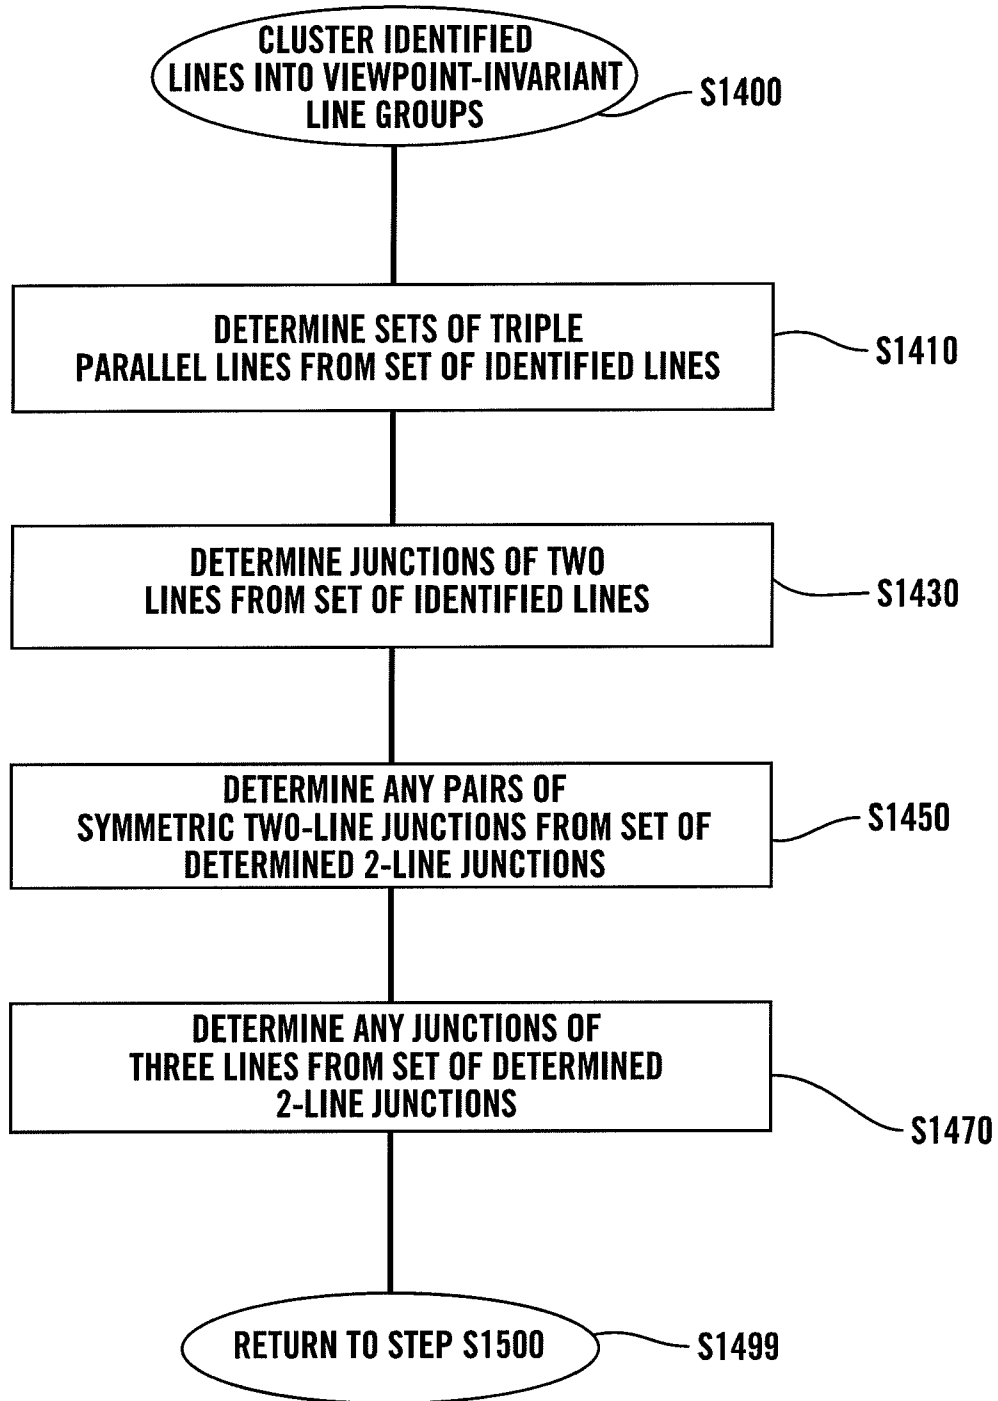 CLUSTER IDENTIFIED
LINES INTO VIEWPOINT-INVARIANT
LINE GROUPS
S1400
DETERMINE SETS OF TRIPLE
PARALLEL LINES FROM SET OF IDENTIFIED LINES
S1410
DETERMINE JUNCTIONS OF TWO
LINES FROM SET OF IDENTIFIED LINES
S1430
DETERMINE ANY PAIRS OF
SYMMETRIC TWO-LINE JUNCTIONS FROM SET OF
DETERMINED 2-LINE JUNCTIONS
S1450
DETERMINE ANY JUNCTIONS OF
THREE LINES FROM SET OF DETERMINED
2-LINE JUNCTIONS
S1470
RETURN TO STEP S1500
S1499